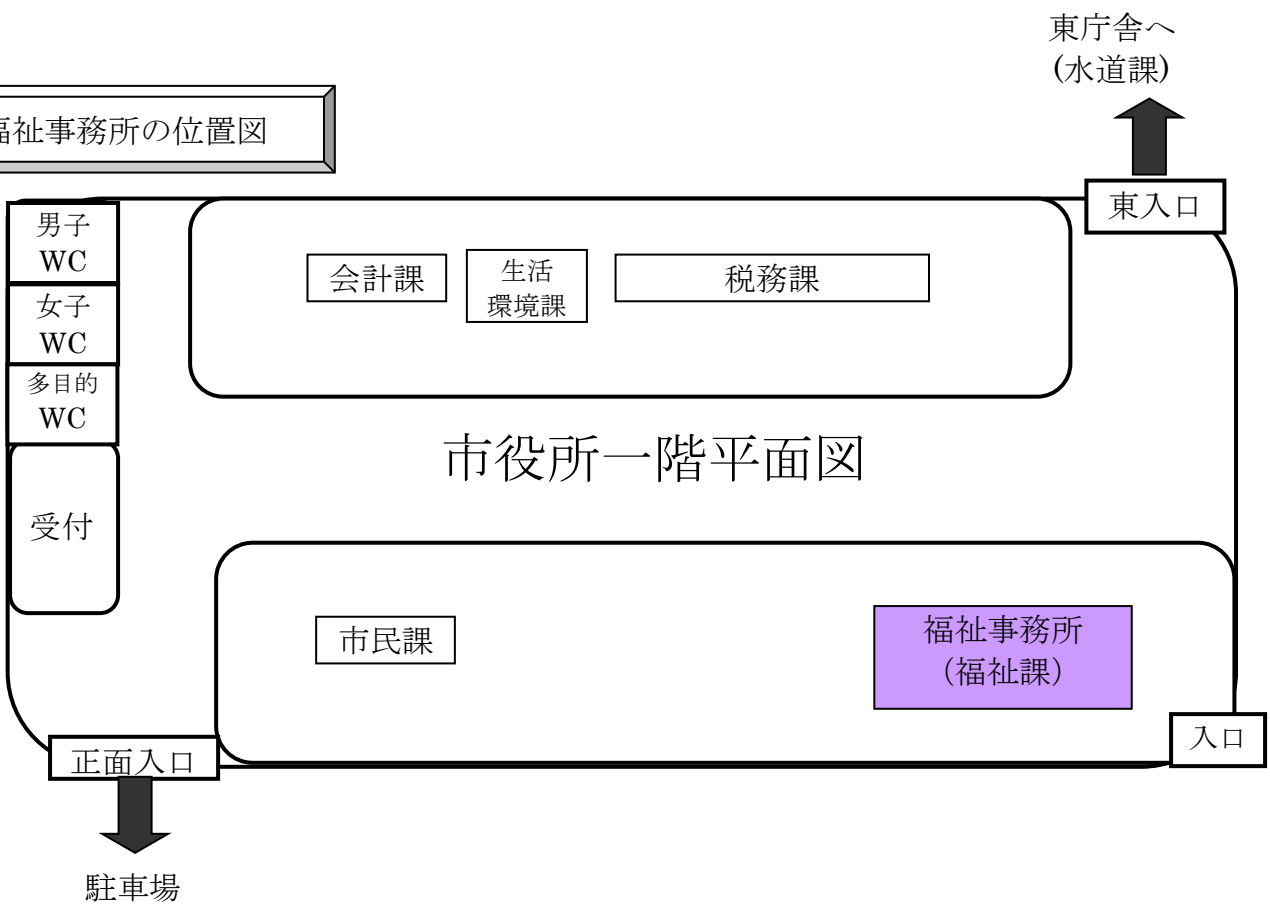 東庁舎へ
(水道課)
福祉事務所の位置図
東入口
男子
WC
女子
WC
多目的
WC
受付
会計課
生活
環境課
税務課
市役所一階平面図
市民課
福祉事務所
（福祉課）
入口
正面入口
駐車場